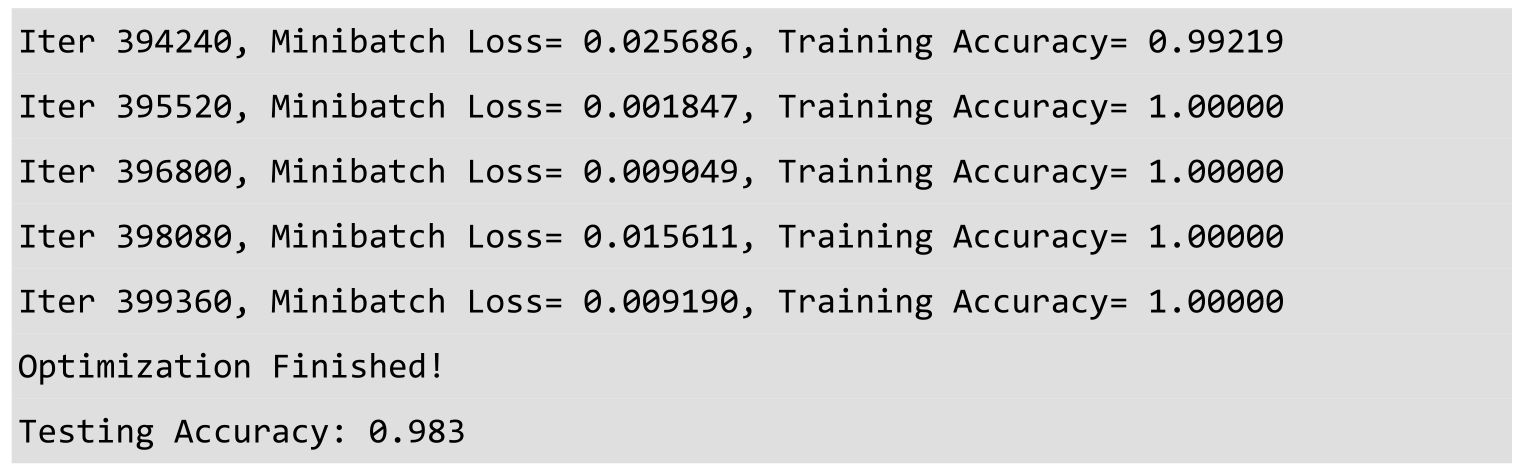 Iter 394240, Minibatch Loss= 0.025686, Training Accuracy= 0.99219
Iter 395520, Minibatch Loss= 0.001847, Training Accuracy= 1.00000
Iter 396800, Minibatch Loss= 0.009049, Training Accuracy= 1.00000
Iter 398080, Minibatch Loss= 0.015611, Training Accuracy= 1.00000
Iter 399360, Minibatch Loss= 0.009190, Training Accuracy= 1.00000
Optimization Finished!
Testing Accuracy: 0.983